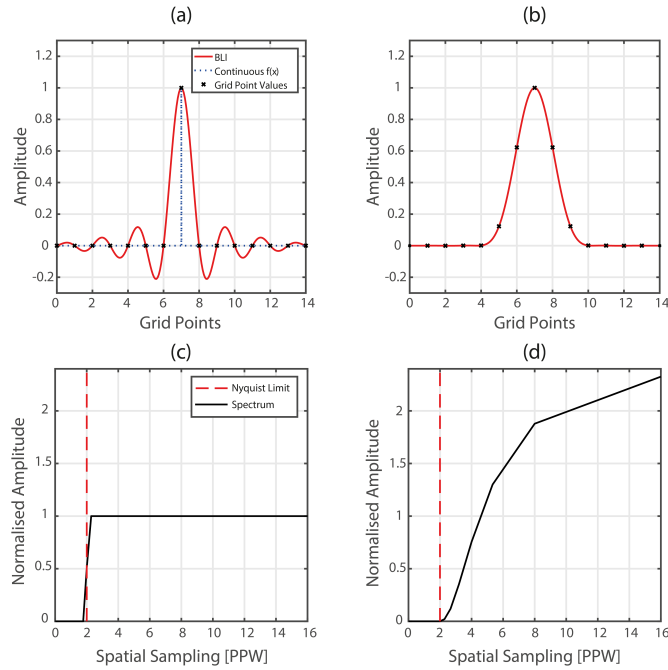 (a)
1.2
1
0.8
0.6
0.4
0.2
0
-0.2
Amplitude
BLI
Continuous f(x)
Grid Point Values
0 2 4 6 8 10 12 14
Grid Points
(b)
1.2
1
0.8
0.6
0.4
0.2
0
-0.2
Amplitude
0 2 4 6 8 10 12 14
Grid Points
(c)
2
1.5
1
0.5
0
Normalised Amplitude
Nyquist Limit
Spectrum
0 2 4 6 8 10 12 14 16
Spatial Sampling [PPW]
(d)
2
1.5
1
0.5
0
Normalised Amplitude
0 2 4 6 8 10 12 14 16
Spatial Sampling [PPW]